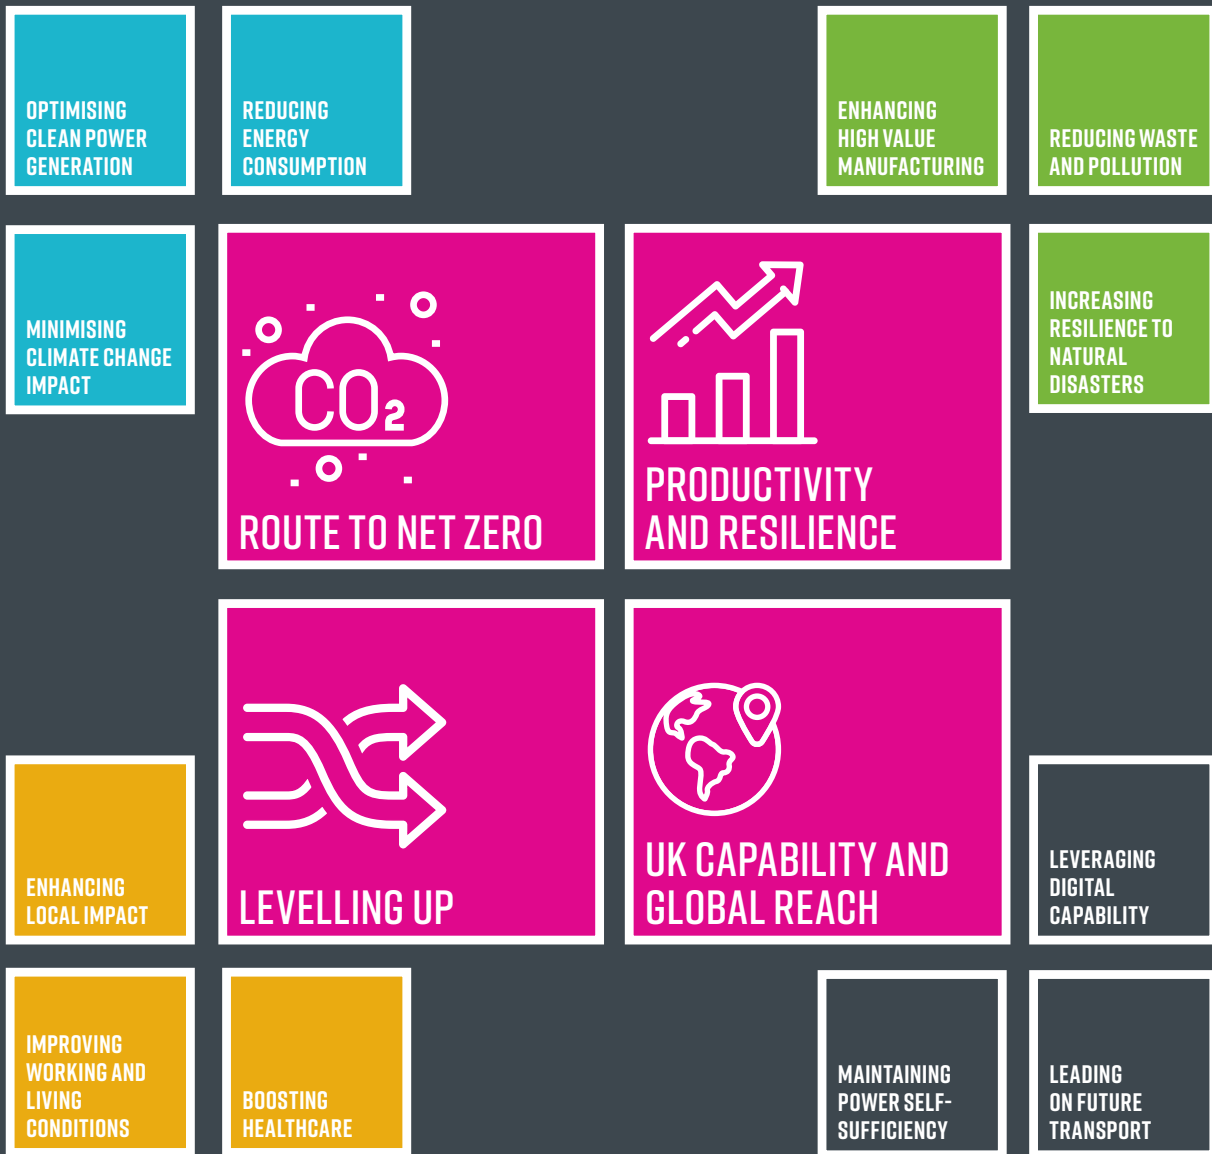 OPTIMISING
CLEAN POWER
GENERATION
REDUCING
ENERGY
CONSUMPTION
ENHANCING
HIGH VALUE
MANUFACTURING
REDUCING WASTE
AND POLLUTION
MINIMISING
CLIMATE CHANGE
IMPACT
CO₂
ROUTE TO NET ZERO
PRODUCTIVITY
AND RESILIENCE
INCREASING
RESILIENCE TO
NATURAL
DISASTERS
ENHANCING
LOCAL IMPACT
LEVELLING UP
UK CAPABILITY AND
GLOBAL REACH
LEVERAGING
DIGITAL
CAPABILITY
IMPROVING
WORKING AND
LIVING
CONDITIONS
BOOSTING
HEALTHCARE
MAINTAINING
POWER SELF-
SUFFICIENCY
LEADING
ON FUTURE
TRANSPORT